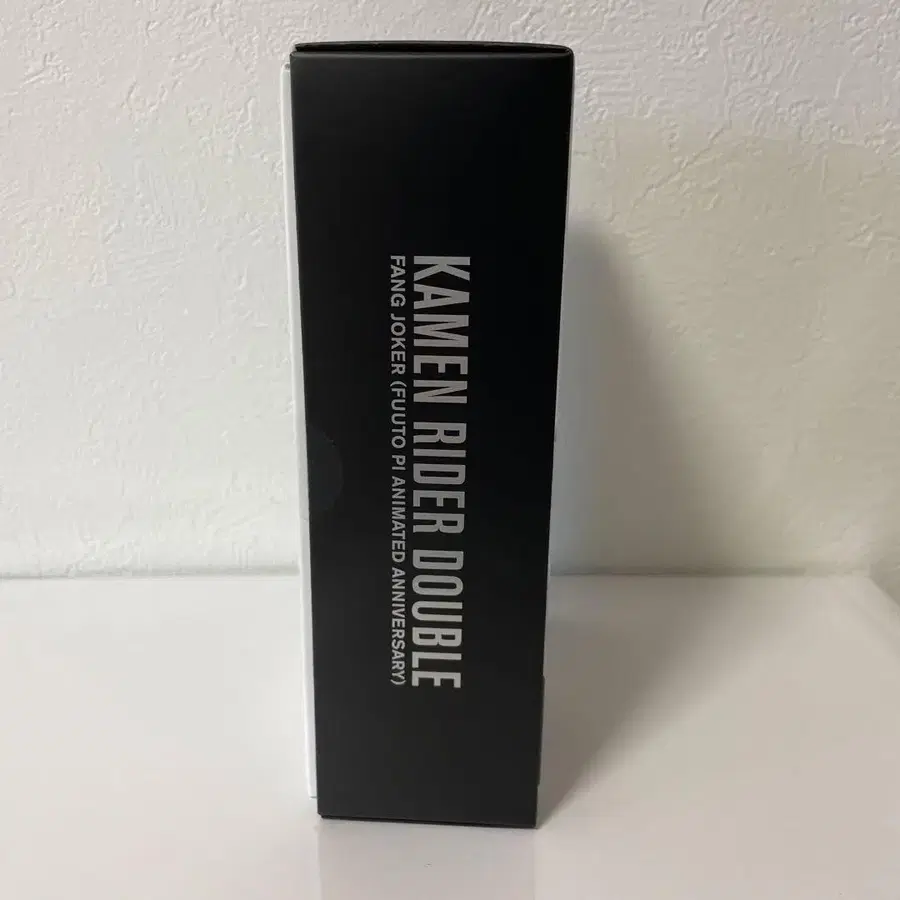 KAMEN RIDER DOUBLE
FANG JOKER (FUUTO PI ANIMATED ANNIVERSARY)